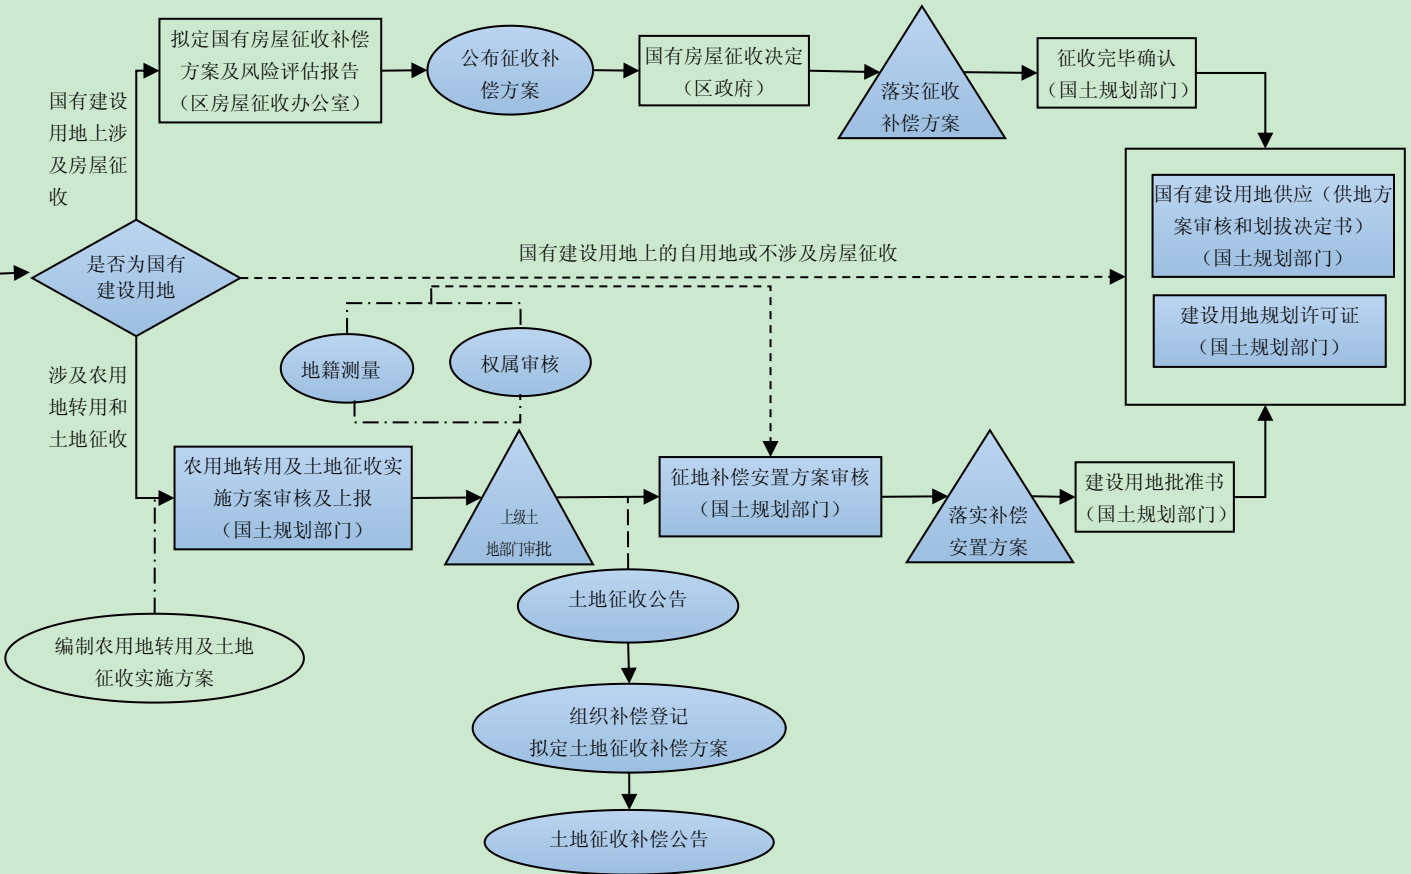 拟定国有房屋征收补偿
方案及风险评估报告
（区房屋征收办公室）
公布征收补
偿方案
国有房屋征收决定
（区政府）
落实征收
补偿方案
征收完毕确认
（国土规划部门）
国有建设
用地上涉
及房屋征
收
国有建设用地供应（供地方
案审核和划拨决定书）
（国土规划部门）
建设用地规划许可证
（国土规划部门）
是否为国有
建设用地
国有建设用地上的自用地或不涉及房屋征收
地籍测量
权属审核
涉及农用
地转用和
土地征收
农用地转用及土地征收实
施方案审核及上报
（国土规划部门）
上级土
地部门审批
征地补偿安置方案审核
（国土规划部门）
落实补偿
安置方案
建设用地批准书
（国土规划部门）
土地征收公告
编制农用地转用及土地
征收实施方案
组织补偿登记
拟定土地征收补偿方案
土地征收补偿公告